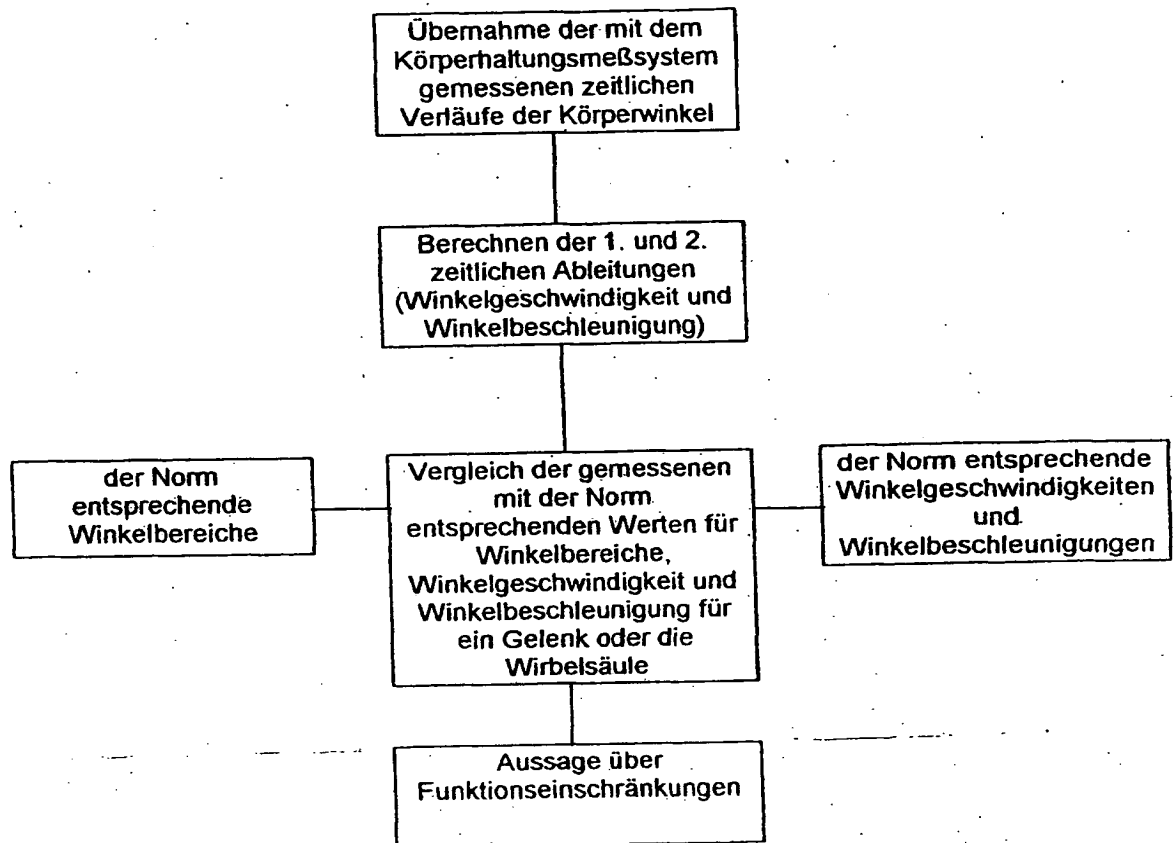 Übernahme der mit dem
Körperhaltungsmeßsystem
gemessenen zeitlichen
Verläufe der Körperwinkel
Berechnen der 1. und 2.
zeitlichen Ableitungen
(Winkelgeschwindigkeit und
Winkelbeschleunigung)
der Norm
entsprechende
Winkelbereiche
Vergleich der gemessenen
mit der Norm
entsprechenden Werten für
Winkelbereiche,
Winkelgeschwindigkeit und
Winkelbeschleunigung für
ein Gelenk oder die
Wirbelsäule
der Norm entsprechende
Winkelgeschwindigkeiten
und
Winkelbeschleunigungen
Aussage über
Funktionseinschränkungen